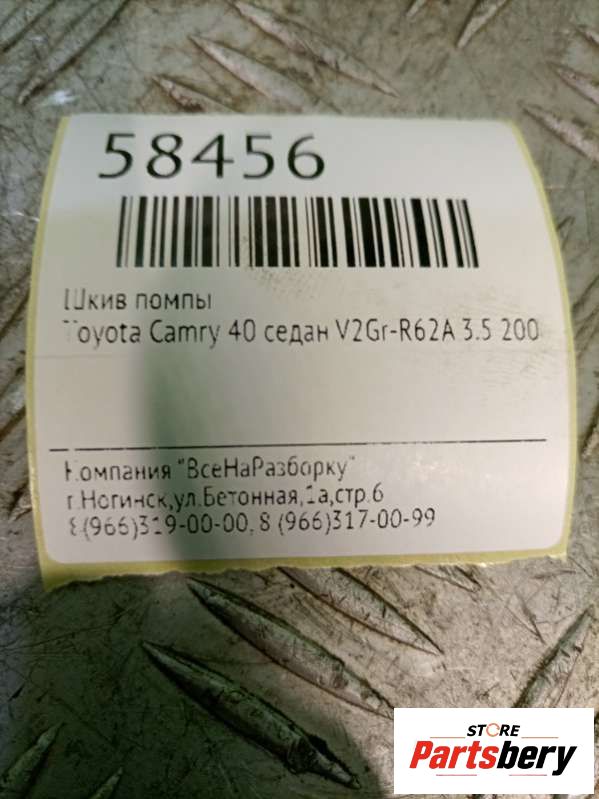 58456
Шкив помпы
Toyota Camry 40 седан V2Gr-R62A 3.5 200
Компания "ВсеНаРазборку"
г.Ногинск,ул.Бетонная,1а,стр.6
8(966)319-00-00, 8 (966)317-00-99
STORE
Partsbery